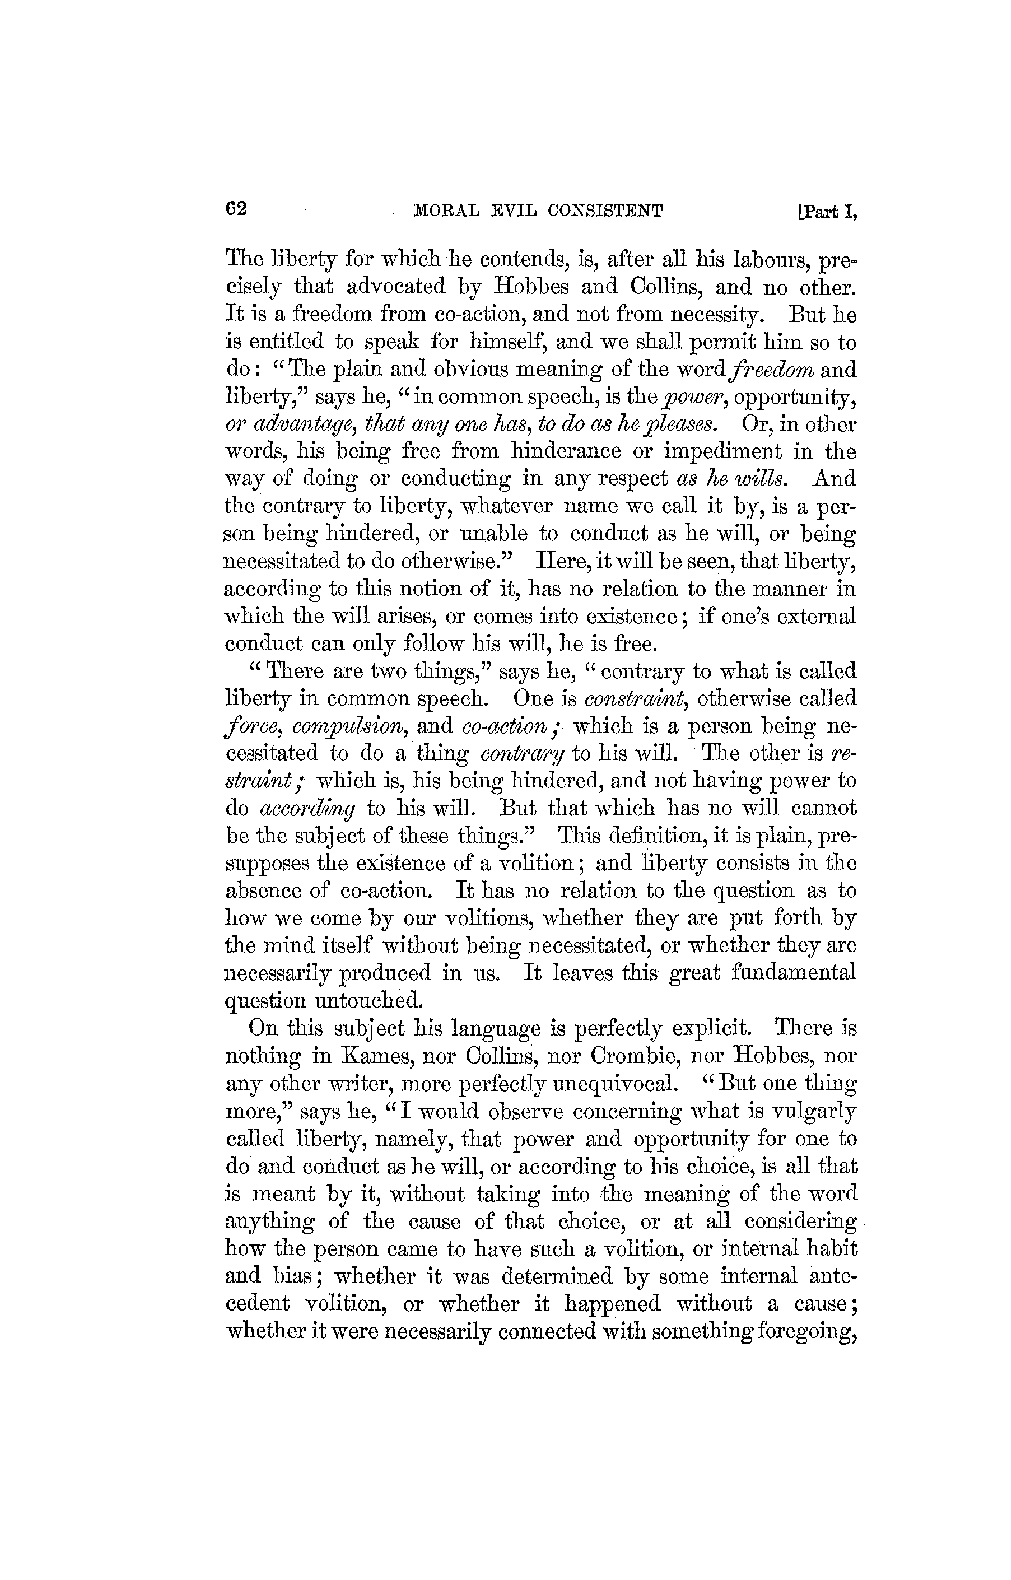 62 MORAL EVIL CONSISTENT [Part I,
The liberty for which he contends, is, after all his labours, pre-
cisely that advocated by Hobbes and Collins, and no other.
It is a freedom from co-action, and not from necessity. But he
is entitled to speak for himself, and we shall permit him so to
do: “The plain and obvious meaning of the word freedom and
liberty,” says he, “in common speech, is the power, opportunity,
or advantage, that any one has, to do as he pleases. Or, in other
words, his being free from hinderance or impediment in the
way of doing or conducting in any respect as he wills. And
the contrary to liberty, whatever name we call it by, is a per-
son being hindered, or unable to conduct as he will, or being
necessitated to do otherwise.” Here, it will be seen, that liberty,
according to this notion of it, has no relation to the manner in
which the will arises, or comes into existence; if one's external
conduct can only follow his will, he is free.
“There are two things,” says he, “contrary to what is called
liberty in common speech. One is constraint, otherwise called
force, compulsion, and co-action; which is a person being ne-
cessitated to do a thing contrary to his will. The other is re-
straint; which is, his being hindered, and not having power to
do according to his will. But that which has no will cannot
be the subject of these things.” This definition, it is plain, pre-
supposes the existence of a volition; and liberty consists in the
absence of co-action. It has no relation to the question as to
how we come by our volitions, whether they are put forth by
the mind itself without being necessitated, or whether they are
necessarily produced in us. It leaves this great fundamental
question untouched.
On this subject his language is perfectly explicit. There is
nothing in Kames, nor Collins, nor Crombie, nor Hobbes, nor
any other writer, more perfectly unequivocal. “But one thing
more,” says he, “I would observe concerning what is vulgarly
called liberty, namely, that power and opportunity for one to
do and conduct as he will, or according to his choice, is all that
is meant by it, without taking into the meaning of the word
anything of the cause of that choice, or at all considering
how the person came to have such a volition, or internal habit
and bias; whether it was determined by some internal ante-
cedent volition, or whether it happened without a cause;
whether it were necessarily connected with something foregoing,